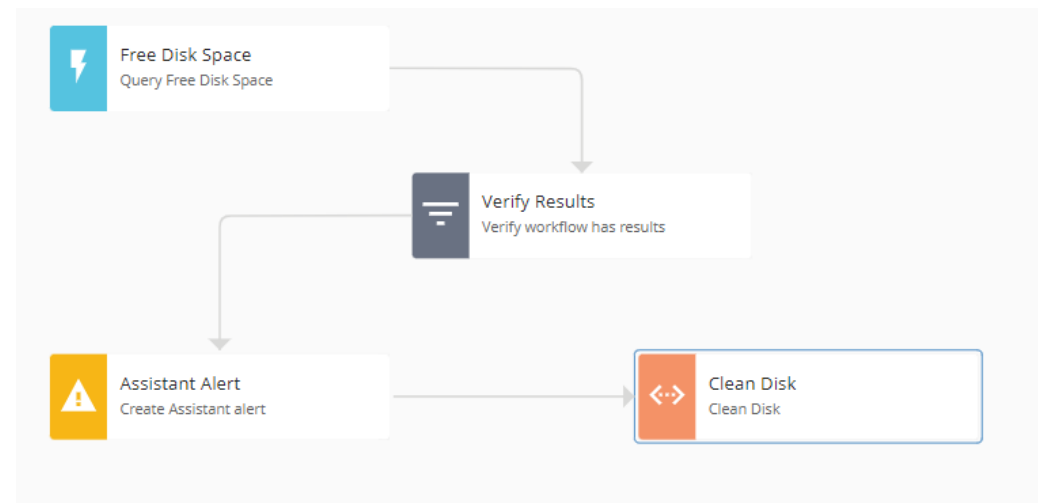 Free Disk Space
Query Free Disk Space
Verify Results
Verify workflow has results
Assistant Alert
Create Assistant alert
Clean Disk
Clean Disk